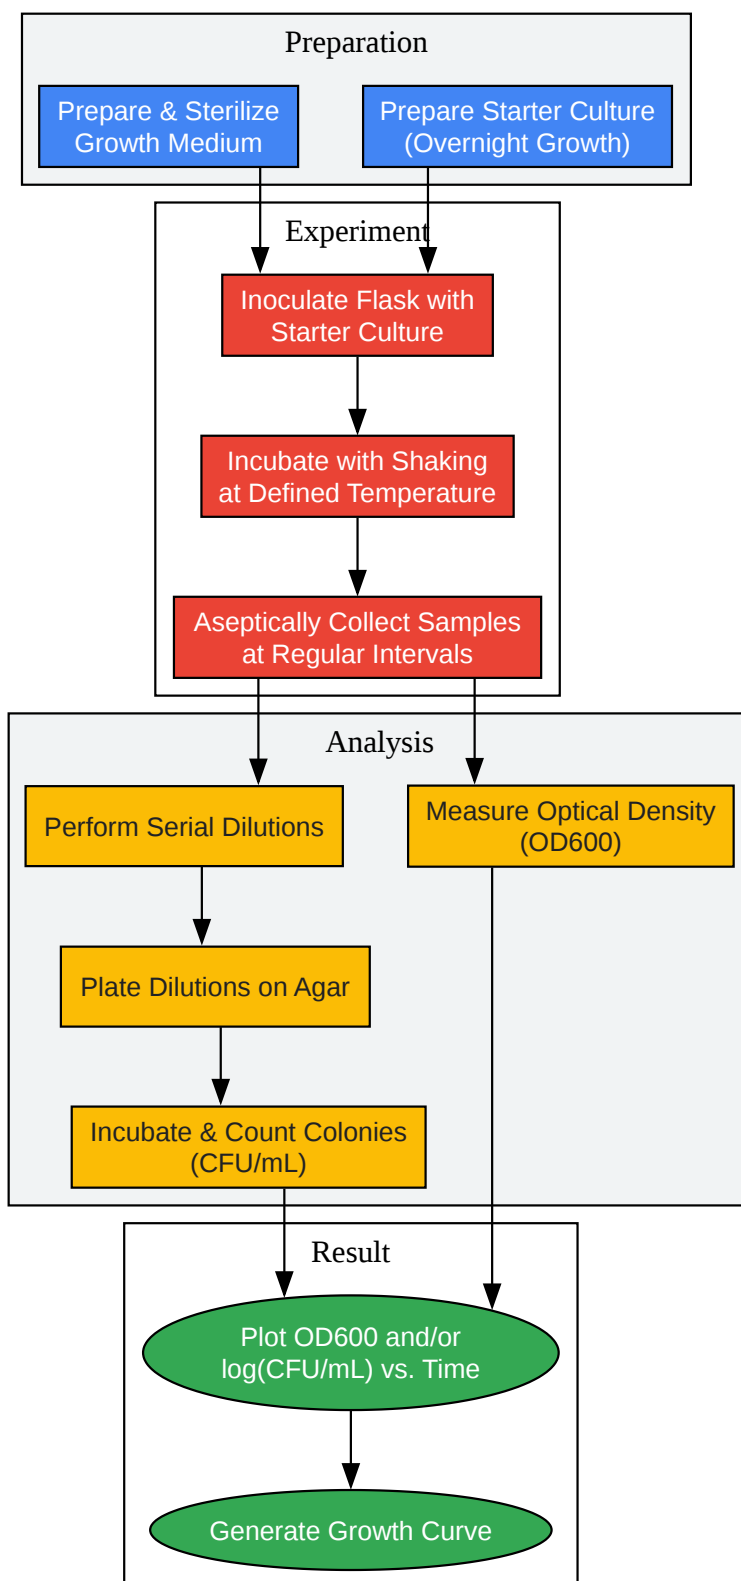 Preparation
Prepare & Sterilize
Growth Medium
Prepare Starter Culture
(Overnight Growth)
Experiment
Inoculate Flask with
Starter Culture
Incubate with Shaking
at Defined Temperature
Aseptically Collect Samples
at Regular Intervals
Analysis
Perform Serial Dilutions
Measure Optical Density
(OD600)
Plate Dilutions on Agar
Incubate & Count Colonies
(CFU/mL)
Result
Plot OD600 and/or
log(CFU/mL) vs. Time
Generate Growth Curve